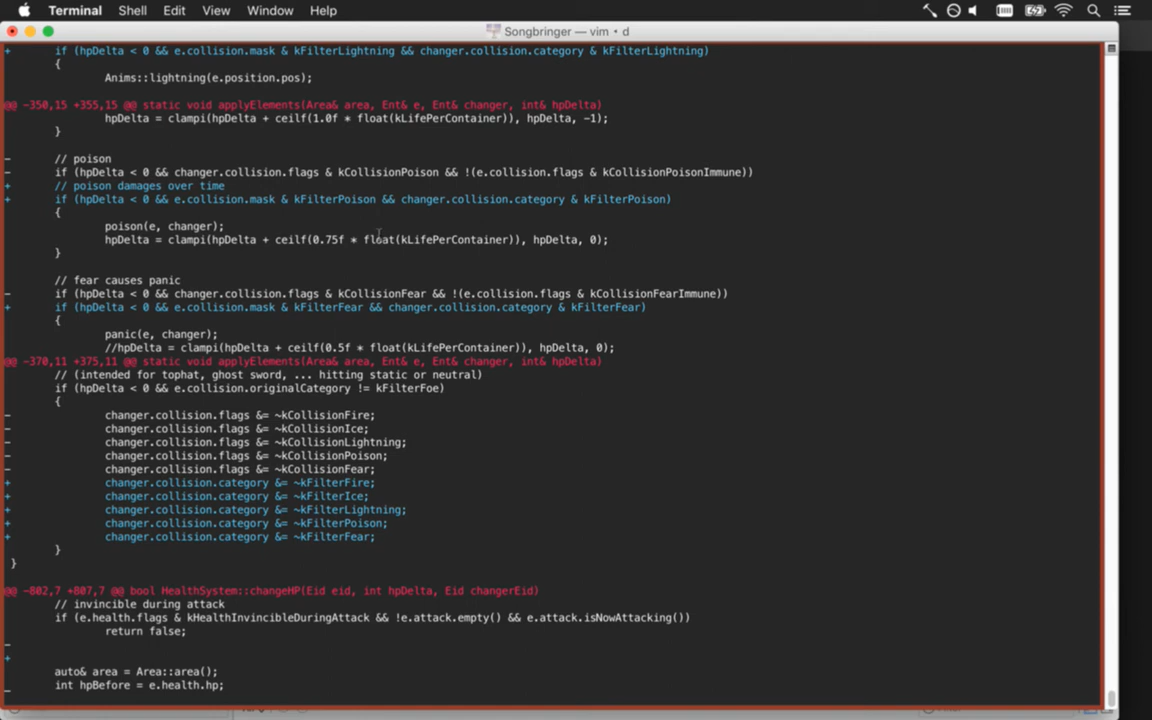 Terminal Shell Edit View Window Help
Songbringer — vim • d
+ if (hpDelta < 0 && e.collision.mask & kFilterLightning && changer.collision.category & kFilterLightning)
{
Anims::lightning(e.position.pos);
@@ -350,15 +355,15 @@ static void applyElements(Area& area, Ent& e, Ent& changer, int& hpDelta)
hpDelta = clampi(hpDelta + ceilf(1.0f * float(kLifePerContainer)), hpDelta, -1);
}
- // poison
- if (hpDelta < 0 && changer.collision.flags & kCollisionPoison && !(e.collision.flags & kCollisionPoisonImmune))
+ // poison damages over time
+ if (hpDelta < 0 && e.collision.mask & kFilterPoison && changer.collision.category & kFilterPoison)
{
poison(e, changer);
hpDelta = clampi(hpDelta + ceilf(0.75f * float(kLifePerContainer)), hpDelta, 0);
}
// fear causes panic
- if (hpDelta < 0 && changer.collision.flags & kCollisionFear && !(e.collision.flags & kCollisionFearImmune))
+ if (hpDelta < 0 && e.collision.mask & kFilterFear && changer.collision.category & kFilterFear)
{
panic(e, changer);
//hpDelta = clampi(hpDelta + ceilf(0.5f * float(kLifePerContainer)), hpDelta, 0);
@@ -370,11 +375,11 @@ static void applyElements(Area& area, Ent& e, Ent& changer, int& hpDelta)
// (intended for tophat, ghost sword, ... hitting static or neutral)
if (hpDelta < 0 && e.collision.originalCategory != kFilterFoe)
{
- changer.collision.flags &= ~kCollisionFire;
- changer.collision.flags &= ~kCollisionIce;
- changer.collision.flags &= ~kCollisionLightning;
- changer.collision.flags &= ~kCollisionPoison;
- changer.collision.flags &= ~kCollisionFear;
+ changer.collision.category &= ~kFilterFire;
+ changer.collision.category &= ~kFilterIce;
+ changer.collision.category &= ~kFilterLightning;
+ changer.collision.category &= ~kFilterPoison;
+ changer.collision.category &= ~kFilterFear;
}
}
@@ -802,7 +807,7 @@ bool HealthSystem::changeHP(Eid eid, int hpDelta, Eid changerEid)
// invincible during attack
if (e.health.flags & kHealthInvincibleDuringAttack && !e.attack.empty() && e.attack.isNowAttacking())
return false;
-
+
auto& area = Area::area();
int hpBefore = e.health.hp;